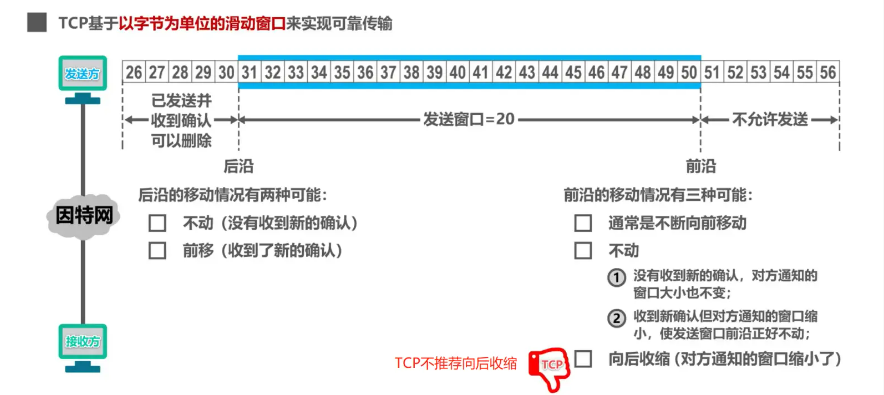 TCP基于以字节为单位的滑动窗口来实现可靠传输
发送方
26 27 28 29 30 31 32 33 34 35 36 37 38 39 40 41 42 43 44 45 46 47 48 49 50 51 52 53 54 55 56
已发送并
收到确认
可以删除
发送窗口=20
不允许发送
后沿
前沿
后沿的移动情况有两种可能：
不动（没有收到新的确认）
前移（收到了新的确认）
因特网
前沿的移动情况有三种可能：
通常是不断向前移动
不动
1 没有收到新的确认，对方通知的
窗口大小也不变；
2 收到新确认但对方通知的窗口缩
小，使发送窗口前沿正好不动；
接收方
TCP不推荐向后收缩
TCP
向后收缩（对方通知的窗口缩小了）